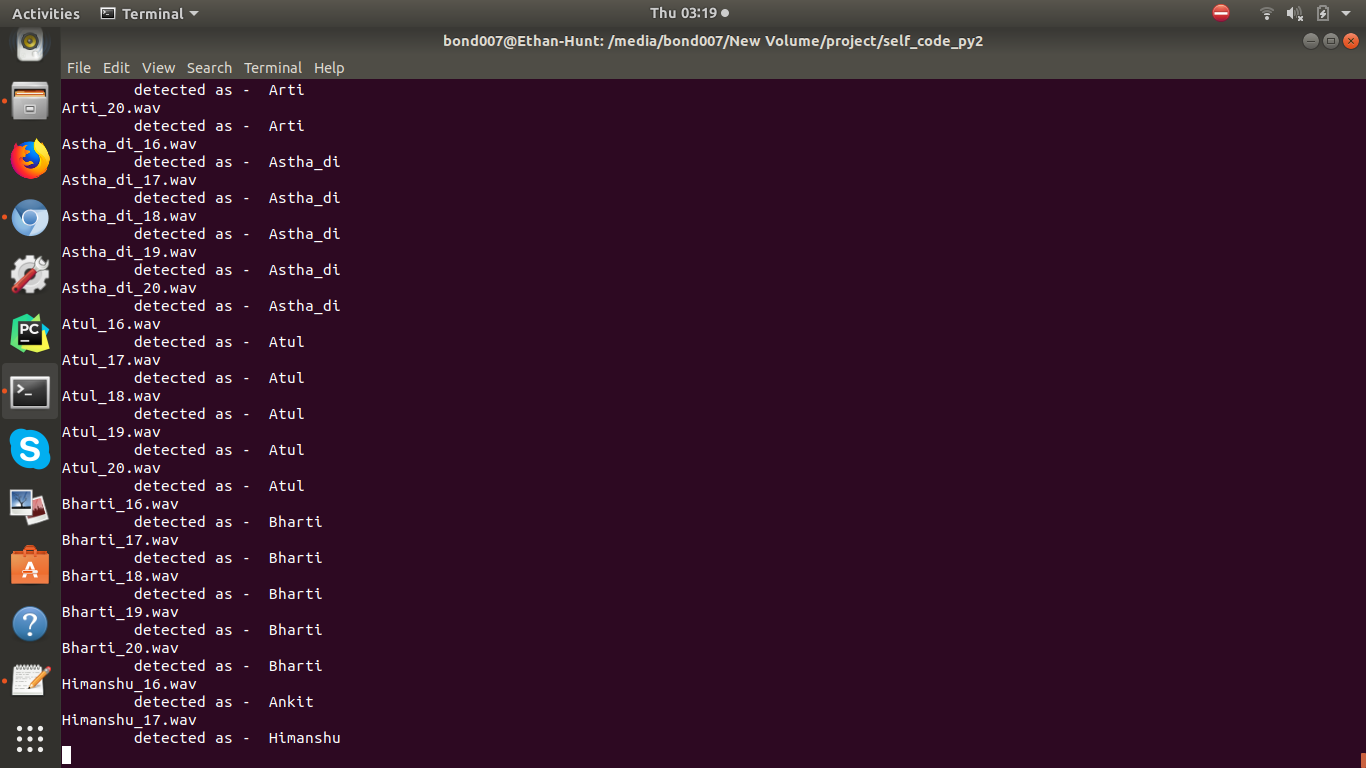 Activities Terminal Thu 03:19
bond007@Ethan-Hunt: /media/bond007/New Volume/project/self_code_py2
File Edit View Search Terminal Help
detected as - Arti
Arti_20.wav
detected as - Arti
Astha_di_16.wav
detected as - Astha_di
Astha_di_17.wav
detected as - Astha_di
Astha_di_18.wav
detected as - Astha_di
Astha_di_19.wav
detected as - Astha_di
Astha_di_20.wav
detected as - Astha_di
Atul_16.wav
detected as - Atul
Atul_17.wav
detected as - Atul
Atul_18.wav
detected as - Atul
Atul_19.wav
detected as - Atul
Atul_20.wav
detected as - Atul
Bharti_16.wav
detected as - Bharti
Bharti_17.wav
detected as - Bharti
Bharti_18.wav
detected as - Bharti
Bharti_19.wav
detected as - Bharti
Bharti_20.wav
detected as - Bharti
Himanshu_16.wav
detected as - Ankit
Himanshu_17.wav
detected as - Himanshu
PC
>_
S
A
?